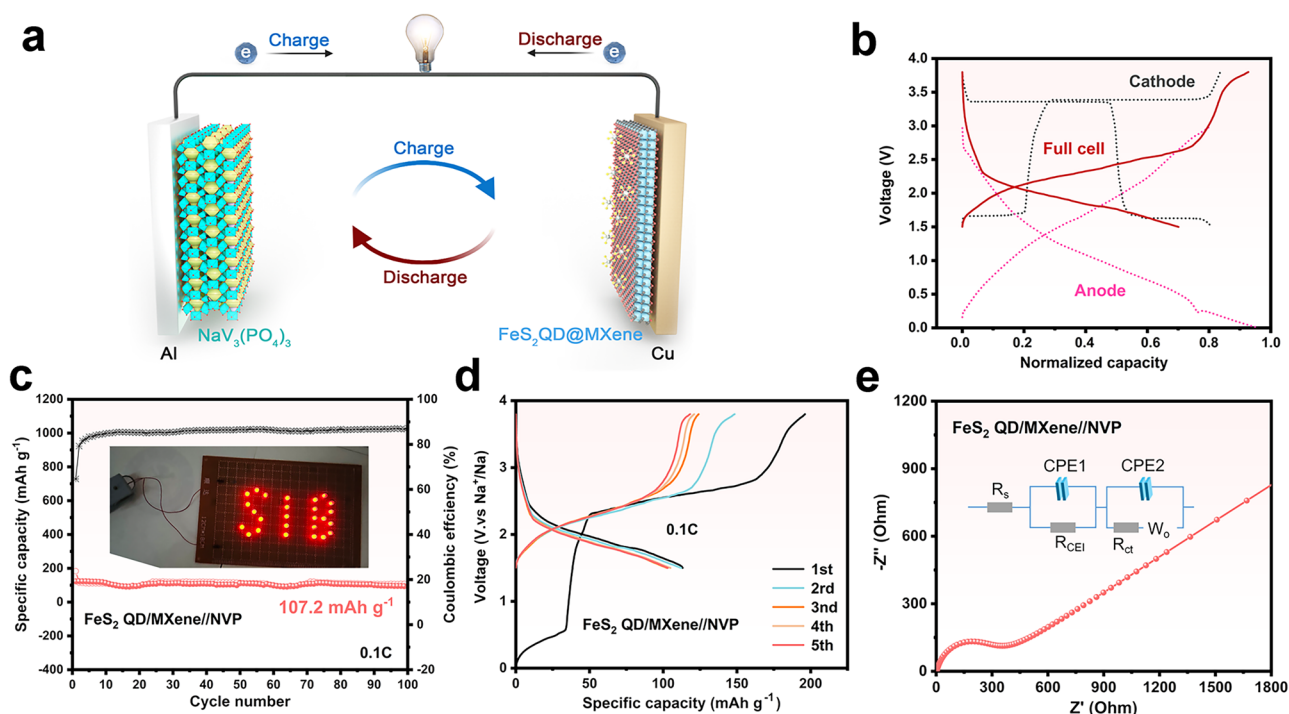 a
e
Charge
Discharge
e
Charge
Discharge
NaV₃(PO₄)₃
Al
FeS₂QD@MXene
Cu
b
Voltage (V)
4.0
3.5
3.0
2.5
2.0
1.5
1.0
0.5
0.0
Cathode
Full cell
Anode
0.0 0.2 0.4 0.6 0.8 1.0
Normalized capacity
c
Specific capacity (mAh g⁻¹)
1200
1000
800
600
400
200
0
-200
-400
100
80
60
40
20
0
-20
Coulombic effciency (%)
SIB
107.2 mAh g⁻¹
FeS₂ QD/MXene//NVP
0.1C
0 10 20 30 40 50 60 70 80 90 100
Cycle number
d
Voltage (V.vs Na⁺/Na)
4
3
2
1
0
0.1C
FeS₂ QD/MXene//NVP
1st
2rd
3nd
4th
5th
0 50 100 150 200
Specific capacity (mAh g⁻¹)
e
-Z'' (Ohm)
1200
900
600
300
0
FeS₂ QD/MXene//NVP
CPE1
CPE2
Rs
R_CEI
Rct
Wo
0 300 600 900 1200 1500 1800
Z' (Ohm)